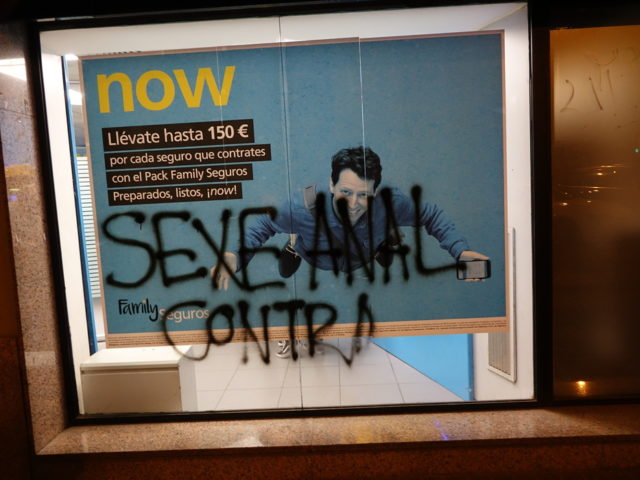 now
Llévate hasta 150 €
por cada seguro que contrates
con el Pack Family Seguros
Preparados, listos, ¡now!
SEXE ANAL
Family seguros
CONTRA